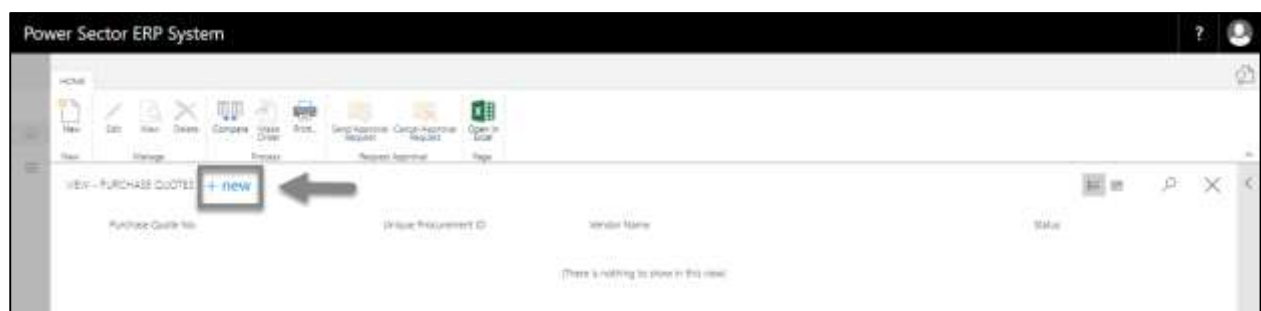 Power Sector ERP System ?
HOME
New Edit View Delete Compare Make Order Print... Send Approval Request Cancel Approval Request Open in Excel
New Manage Process Request Approval Page
VIEW - PURCHASE QUOTES + new
Purchase Quote No. Unique Procurement ID Vendor Name Status
(There is nothing to show in this view)